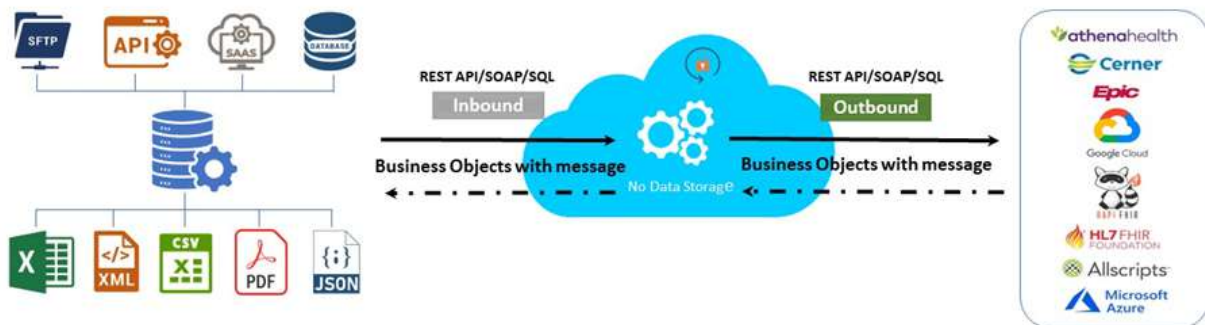 SFTP
API
SAAS
DATABASE
X
</>
XML
CSV
X
PDF
{;}
JSON
REST API/SOAP/SQL
Inbound
Business Objects with message
No Data Storage
REST API/SOAP/SQL
Outbound
Business Objects with message
athenahealth
Cerner
Epic
Google Cloud
HAPI FHIR
HL7 FHIR
FOUNDATION
Allscripts
Microsoft
Azure